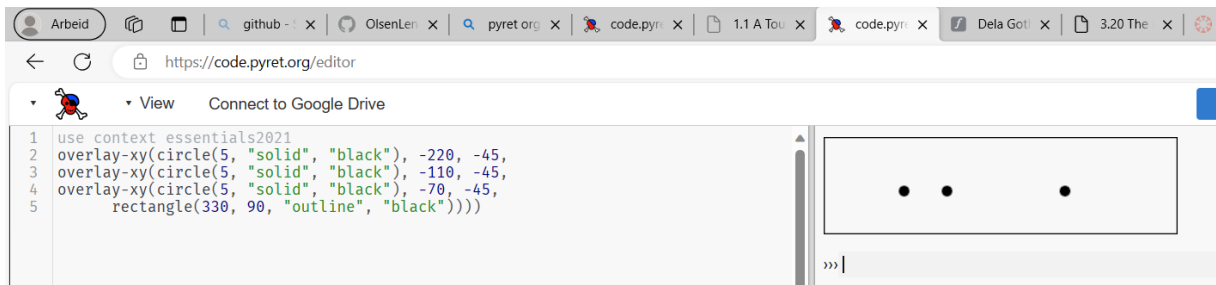 Arbeid
github - S
OlsenLen
pyret org
code.pyre
1.1 A Tou
code.pyre
Dela Gott
3.20 The
https://code.pyret.org/editor
View
Connect to Google Drive
1 use context essentials2021
2 overlay-xy(circle(5, "solid", "black"), -220, -45,
3 overlay-xy(circle(5, "solid", "black"), -110, -45,
4 overlay-xy(circle(5, "solid", "black"), -70, -45,
5 rectangle(330, 90, "outline", "black"))))
›››